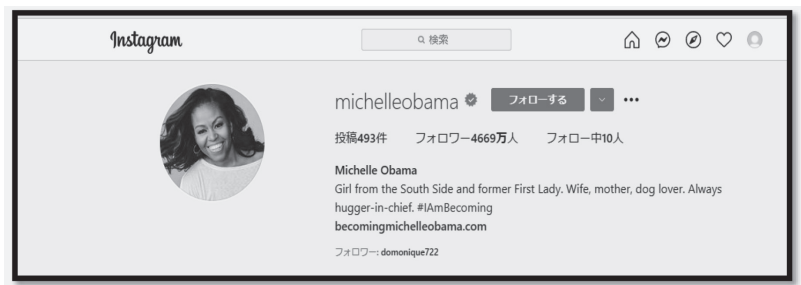 Instagram
検索
michelleobama フォローする
投稿493件 フォロワー4669万人 フォロー中10人
Michelle Obama
Girl from the South Side and former First Lady. Wife, mother, dog lover. Always
hugger-in-chief. #IAmBecoming
becomingmichelleobama.com
フォロワー: domonique722